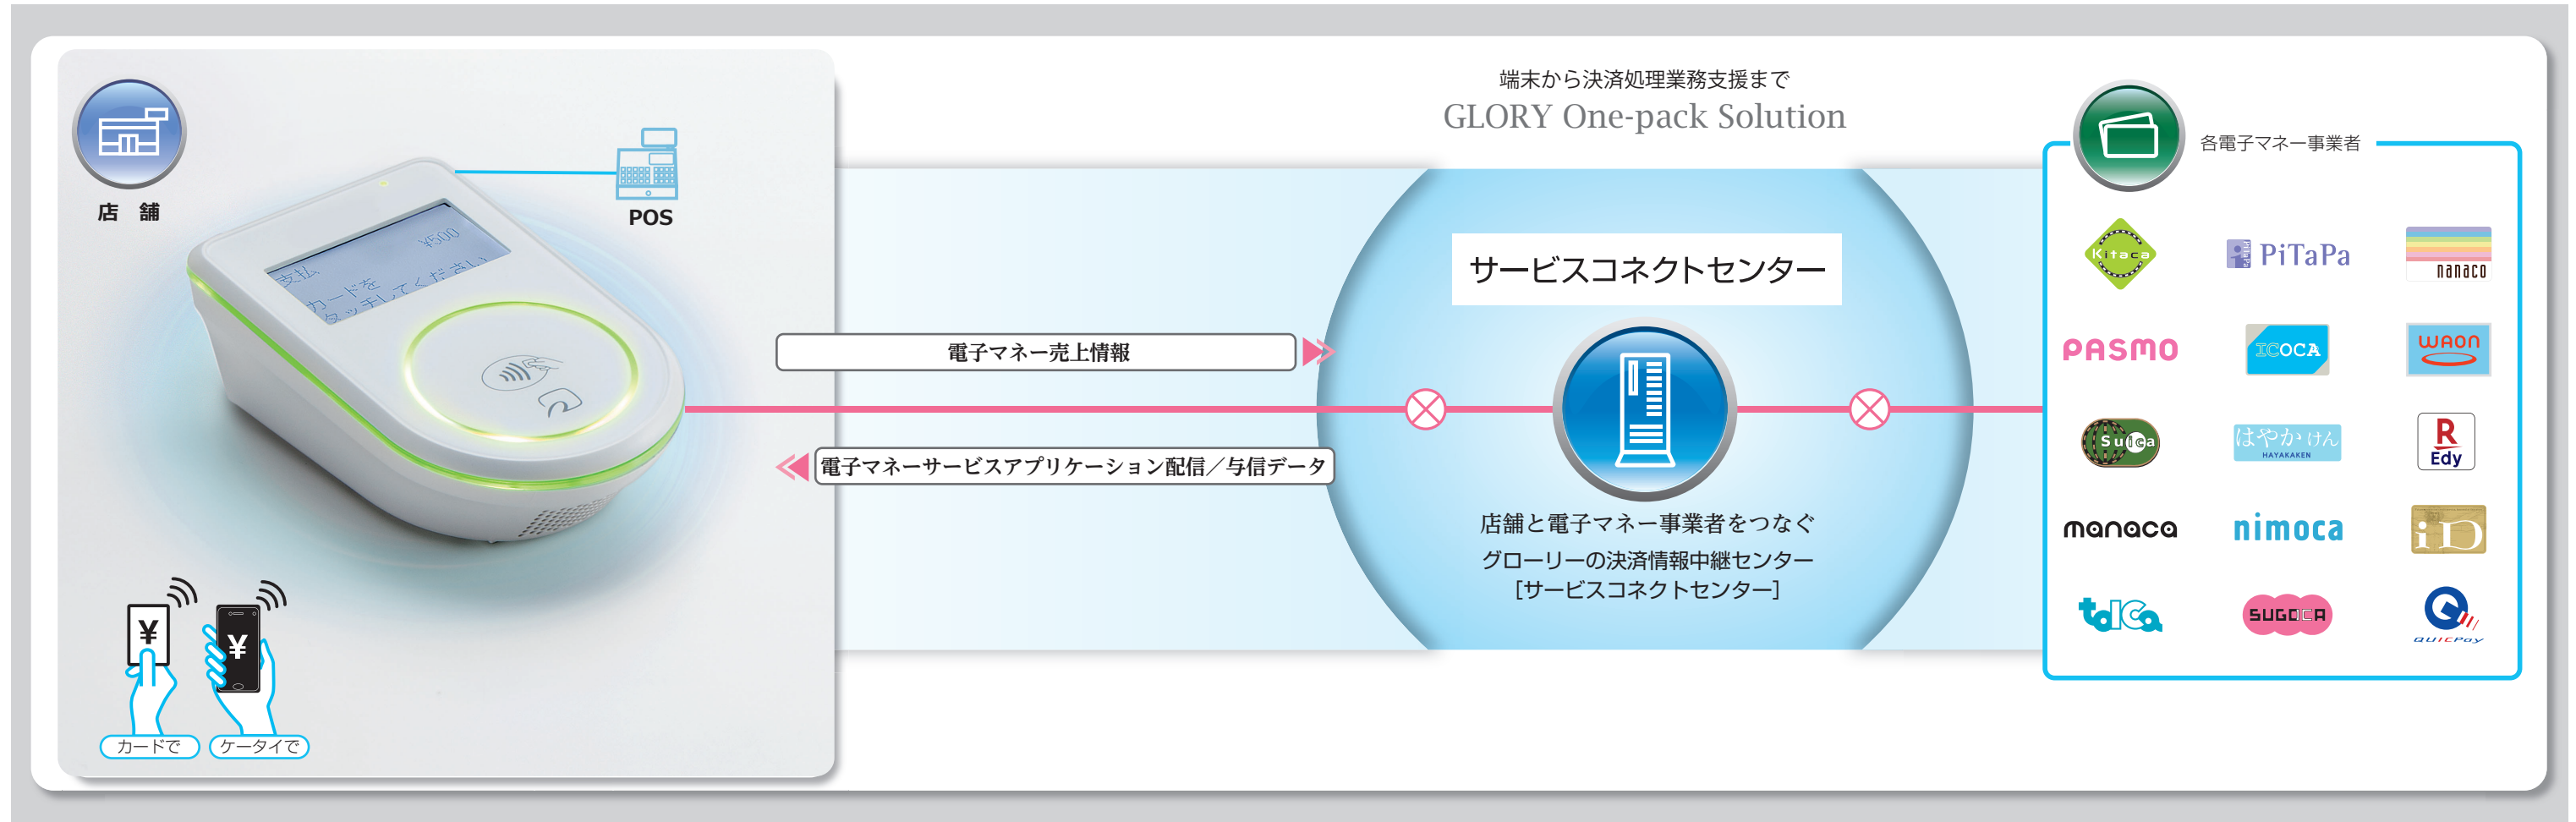 店 舗
POS
¥500
支払
カードを
タッチしてください
¥
¥
カードで
ケータイで
端末から決済処理業務支援まで
GLORY One-pack Solution
電子マネー売上情報
電子マネーサービスアプリケーション配信／与信データ
サービスコネクトセンター
店舗と電子マネー事業者をつなぐ
グローリーの決済情報中継センター
[サービスコネクトセンター]
各電子マネー事業者
Kitaca
PiTaPa
PiTaPa
nanaco
PASMO
ICOCA
WAON
Suica
はやかけん
HAYAKAKEN
R
Edy
manaca
nimoca
iD
toica
SUGOCA
Q
QUICPay